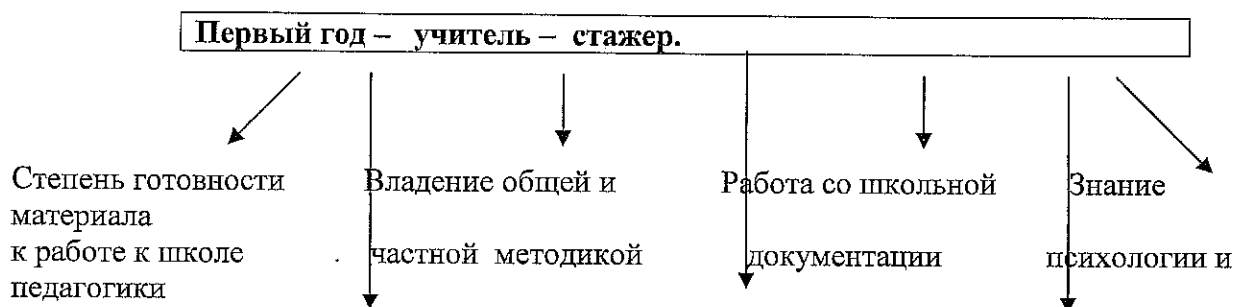 Первый год – учитель – стажер.
Степень готовности Владение общей и Работа со школьной Знание
материала
к работе к школе . частной методикой документации психологии и
педагогики